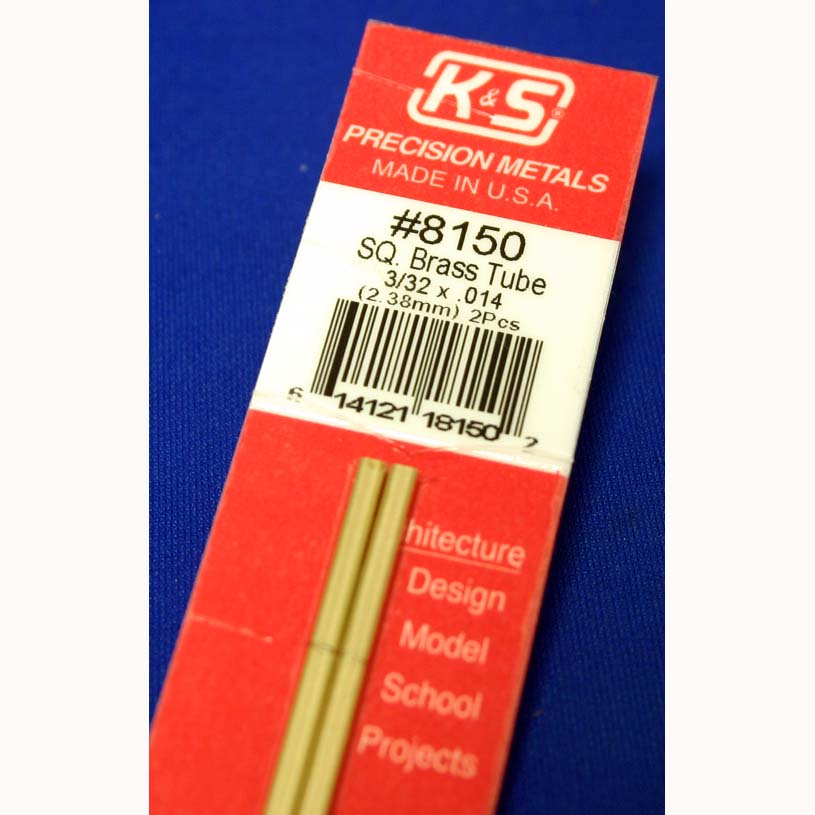 K&S®
PRECISION METALS
MADE IN U.S.A.
#8150
SQ. Brass Tube
3/32 x .014
(2.38mm) 2Pcs
6 14121 18150 2
hitecture
Design
Model
School
Projects